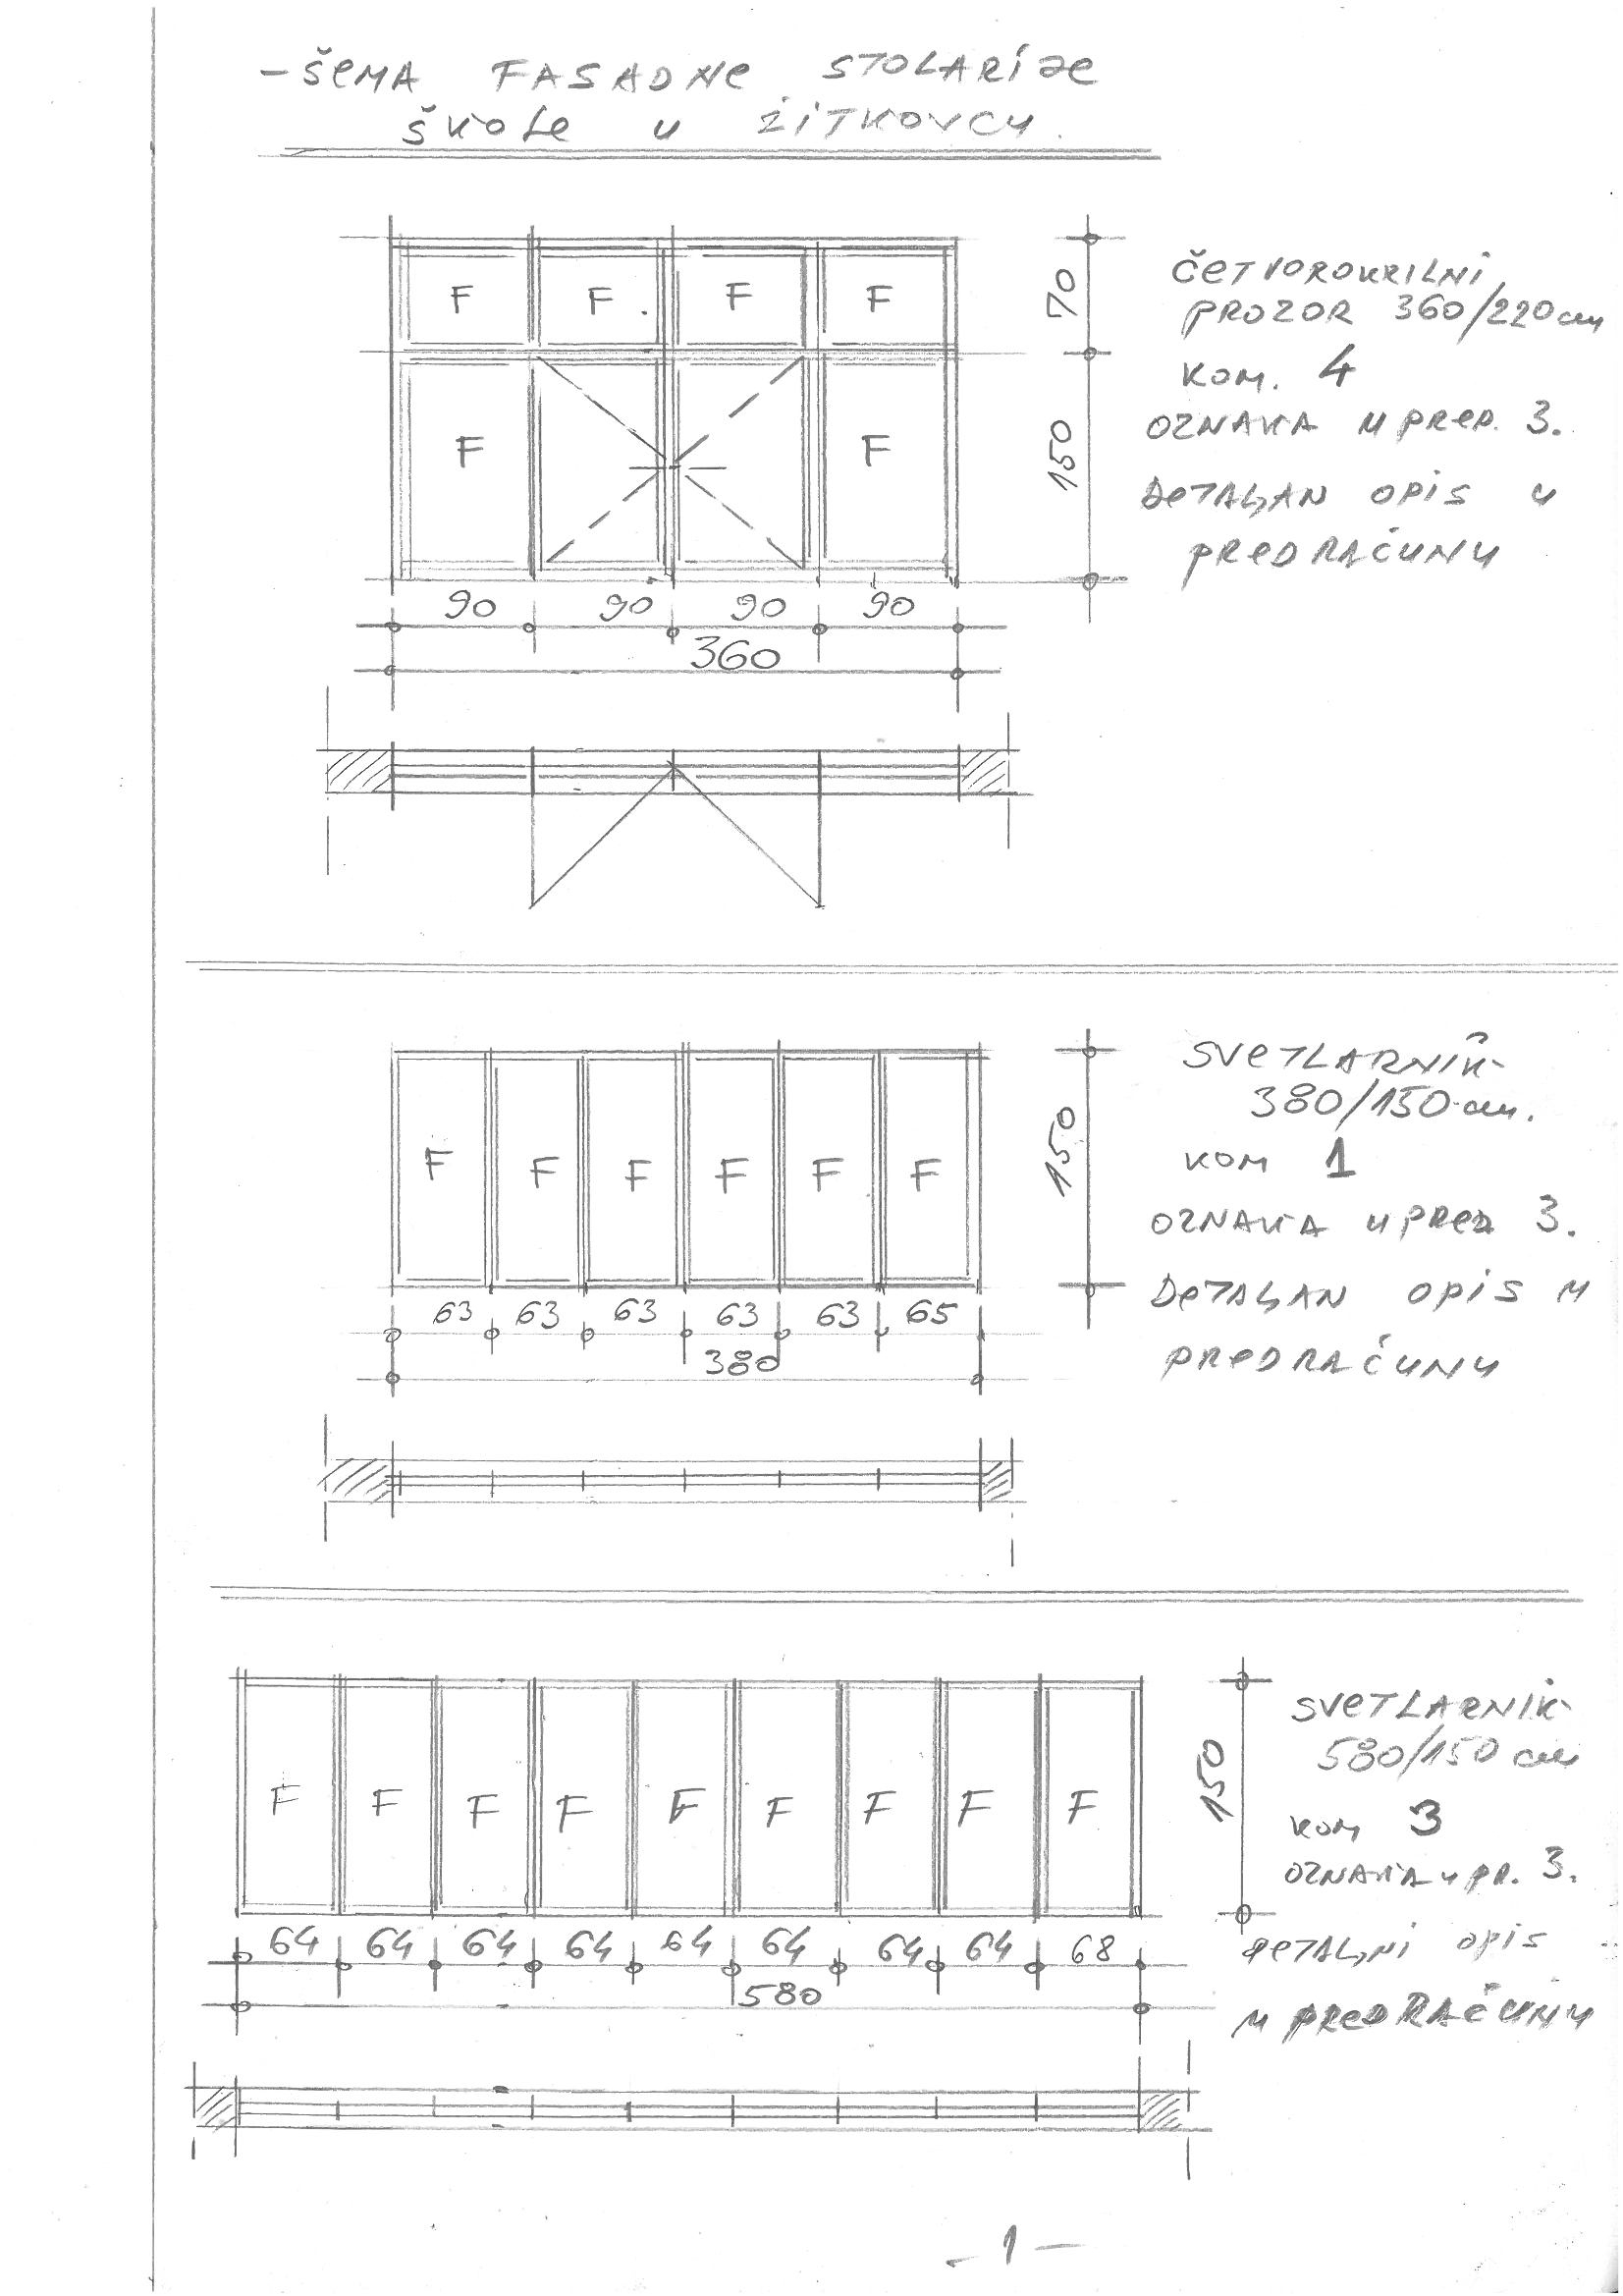 - ŠEMA FASADNE STOLARIJE
ŠKOLE U ŽITKOVCU.
F F F F
70
ČETVOROKRILNI
PROZOR 360/220 cm
KOM. 4
OZNAKA U PRED. 3.
F F
150
DETALJAN OPIS U
PREDRAČUNU
90 90 90 90
360
SVETLARNIK
380/150 cm.
150
F F F F F F
KOM 1
OZNAKA U PRED 3.
DETALJAN OPIS U
PREDRAČUNU
63 63 63 63 63 65
380
SVETLARNIK
580/150 cm
150
F F F F F F F F F
KOM 3
OZNAKA U PR. 3.
64 64 64 64 64 64 64 64 68
DETALJNI OPIS
580
U PREDRAČUNU
- 1 -